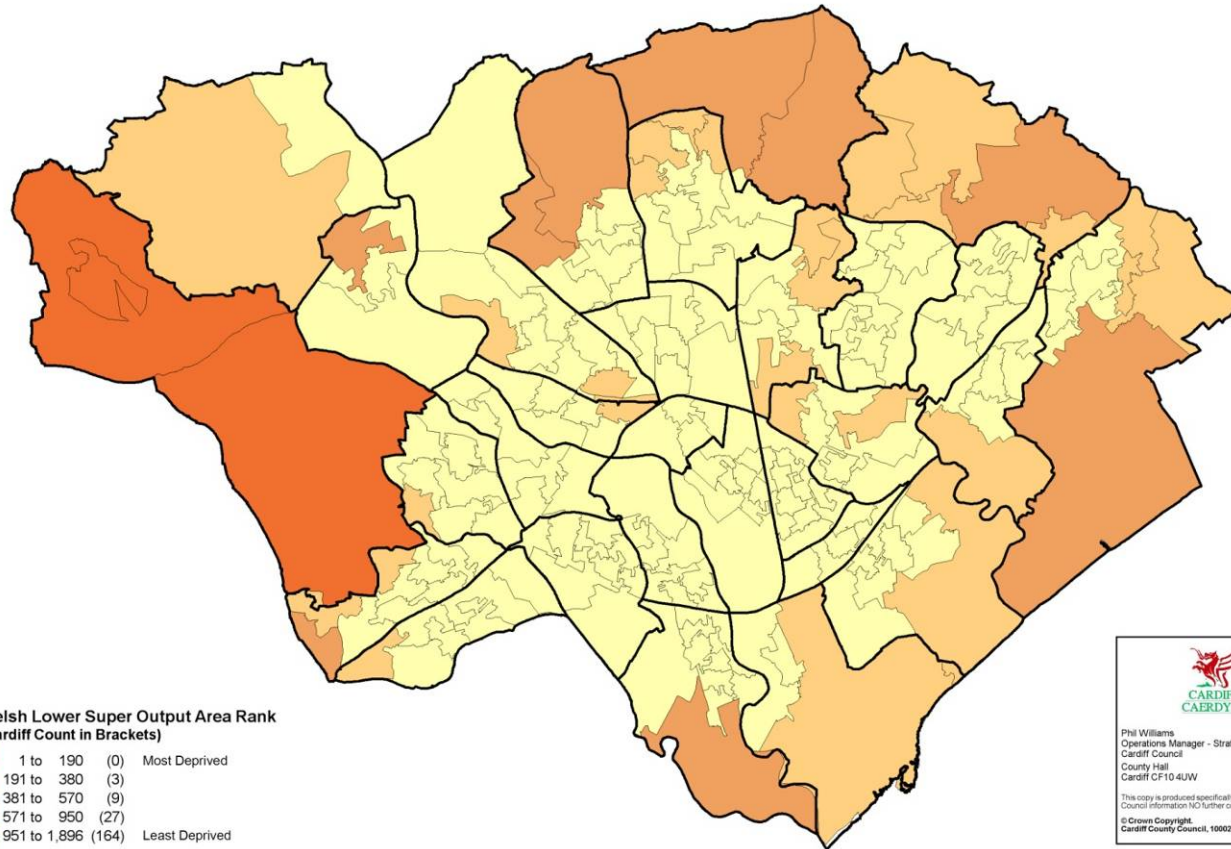 elsh Lower Super Output Area Rank
ardiff Count in Brackets)
1 to 190 (0) Most Deprived
191 to 380 (3)
381 to 570 (9)
571 to 950 (27)
951 to 1,896 (164) Least Deprived
CARDIF
CAERDY
Phil Williams
Operations Manager - Strat
Cardiff Council
County Hall
Cardiff CF10 4UW
This copy is produced specifically
Council information NO further co
© Crown Copyright.
Cardiff County Council, 10002